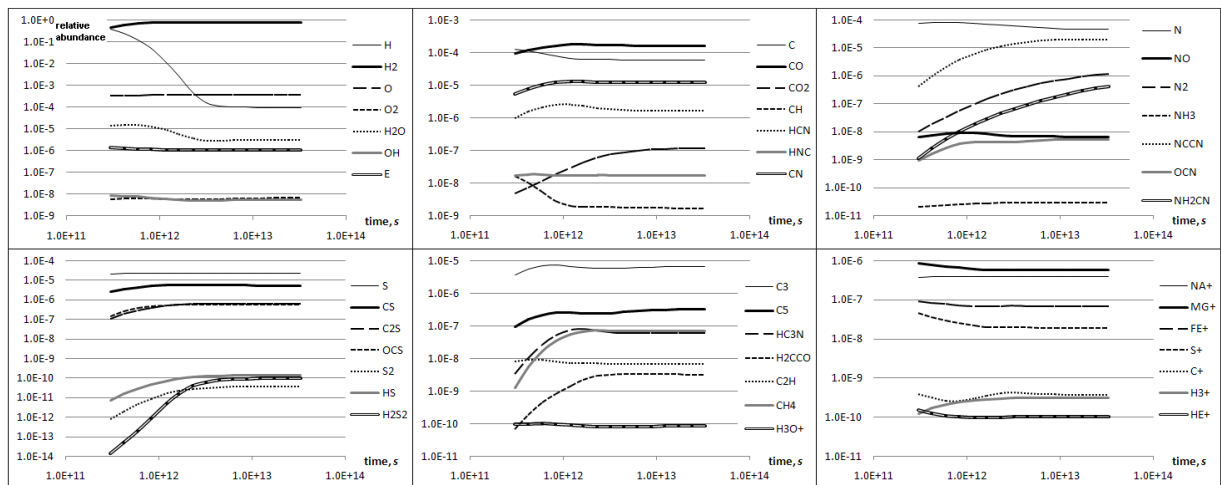 1.0E+0
relative
abundance
1.0E-1
1.0E-2
1.0E-3
1.0E-4
1.0E-5
1.0E-6
1.0E-7
1.0E-8
1.0E-9
1.0E+11
1.0E+12
1.0E+13
1.0E+14
time, s
H
H2
O
O2
H2O
OH
E
1.0E-3
1.0E-4
1.0E-5
1.0E-6
1.0E-7
1.0E-8
1.0E-9
1.0E+11
1.0E+12
1.0E+13
1.0E+14
time, s
C
CO
CO2
CH
HCN
HNC
CN
1.0E-4
1.0E-5
1.0E-6
1.0E-7
1.0E-8
1.0E-9
1.0E-10
1.0E-11
1.0E+11
1.0E+12
1.0E+13
1.0E+14
time, s
N
NO
N2
NH3
NCCN
OCN
NH2CN
1.0E-4
1.0E-5
1.0E-6
1.0E-7
1.0E-8
1.0E-9
1.0E-10
1.0E-11
1.0E-12
1.0E-13
1.0E-14
1.0E+11
1.0E+12
1.0E+13
1.0E+14
time, s
S
CS
C2S
OCS
S2
HS
H2S2
1.0E-5
1.0E-6
1.0E-7
1.0E-8
1.0E-9
1.0E-10
1.0E-11
1.0E+11
1.0E+12
1.0E+13
1.0E+14
time, s
C3
C5
HC3N
H2CCO
C2H
CH4
H3O+
1.0E-6
1.0E-7
1.0E-8
1.0E-9
1.0E-10
1.0E-11
1.0E+11
1.0E+12
1.0E+13
1.0E+14
time, s
NA+
MG+
FE+
S+
C+
H3+
HE+